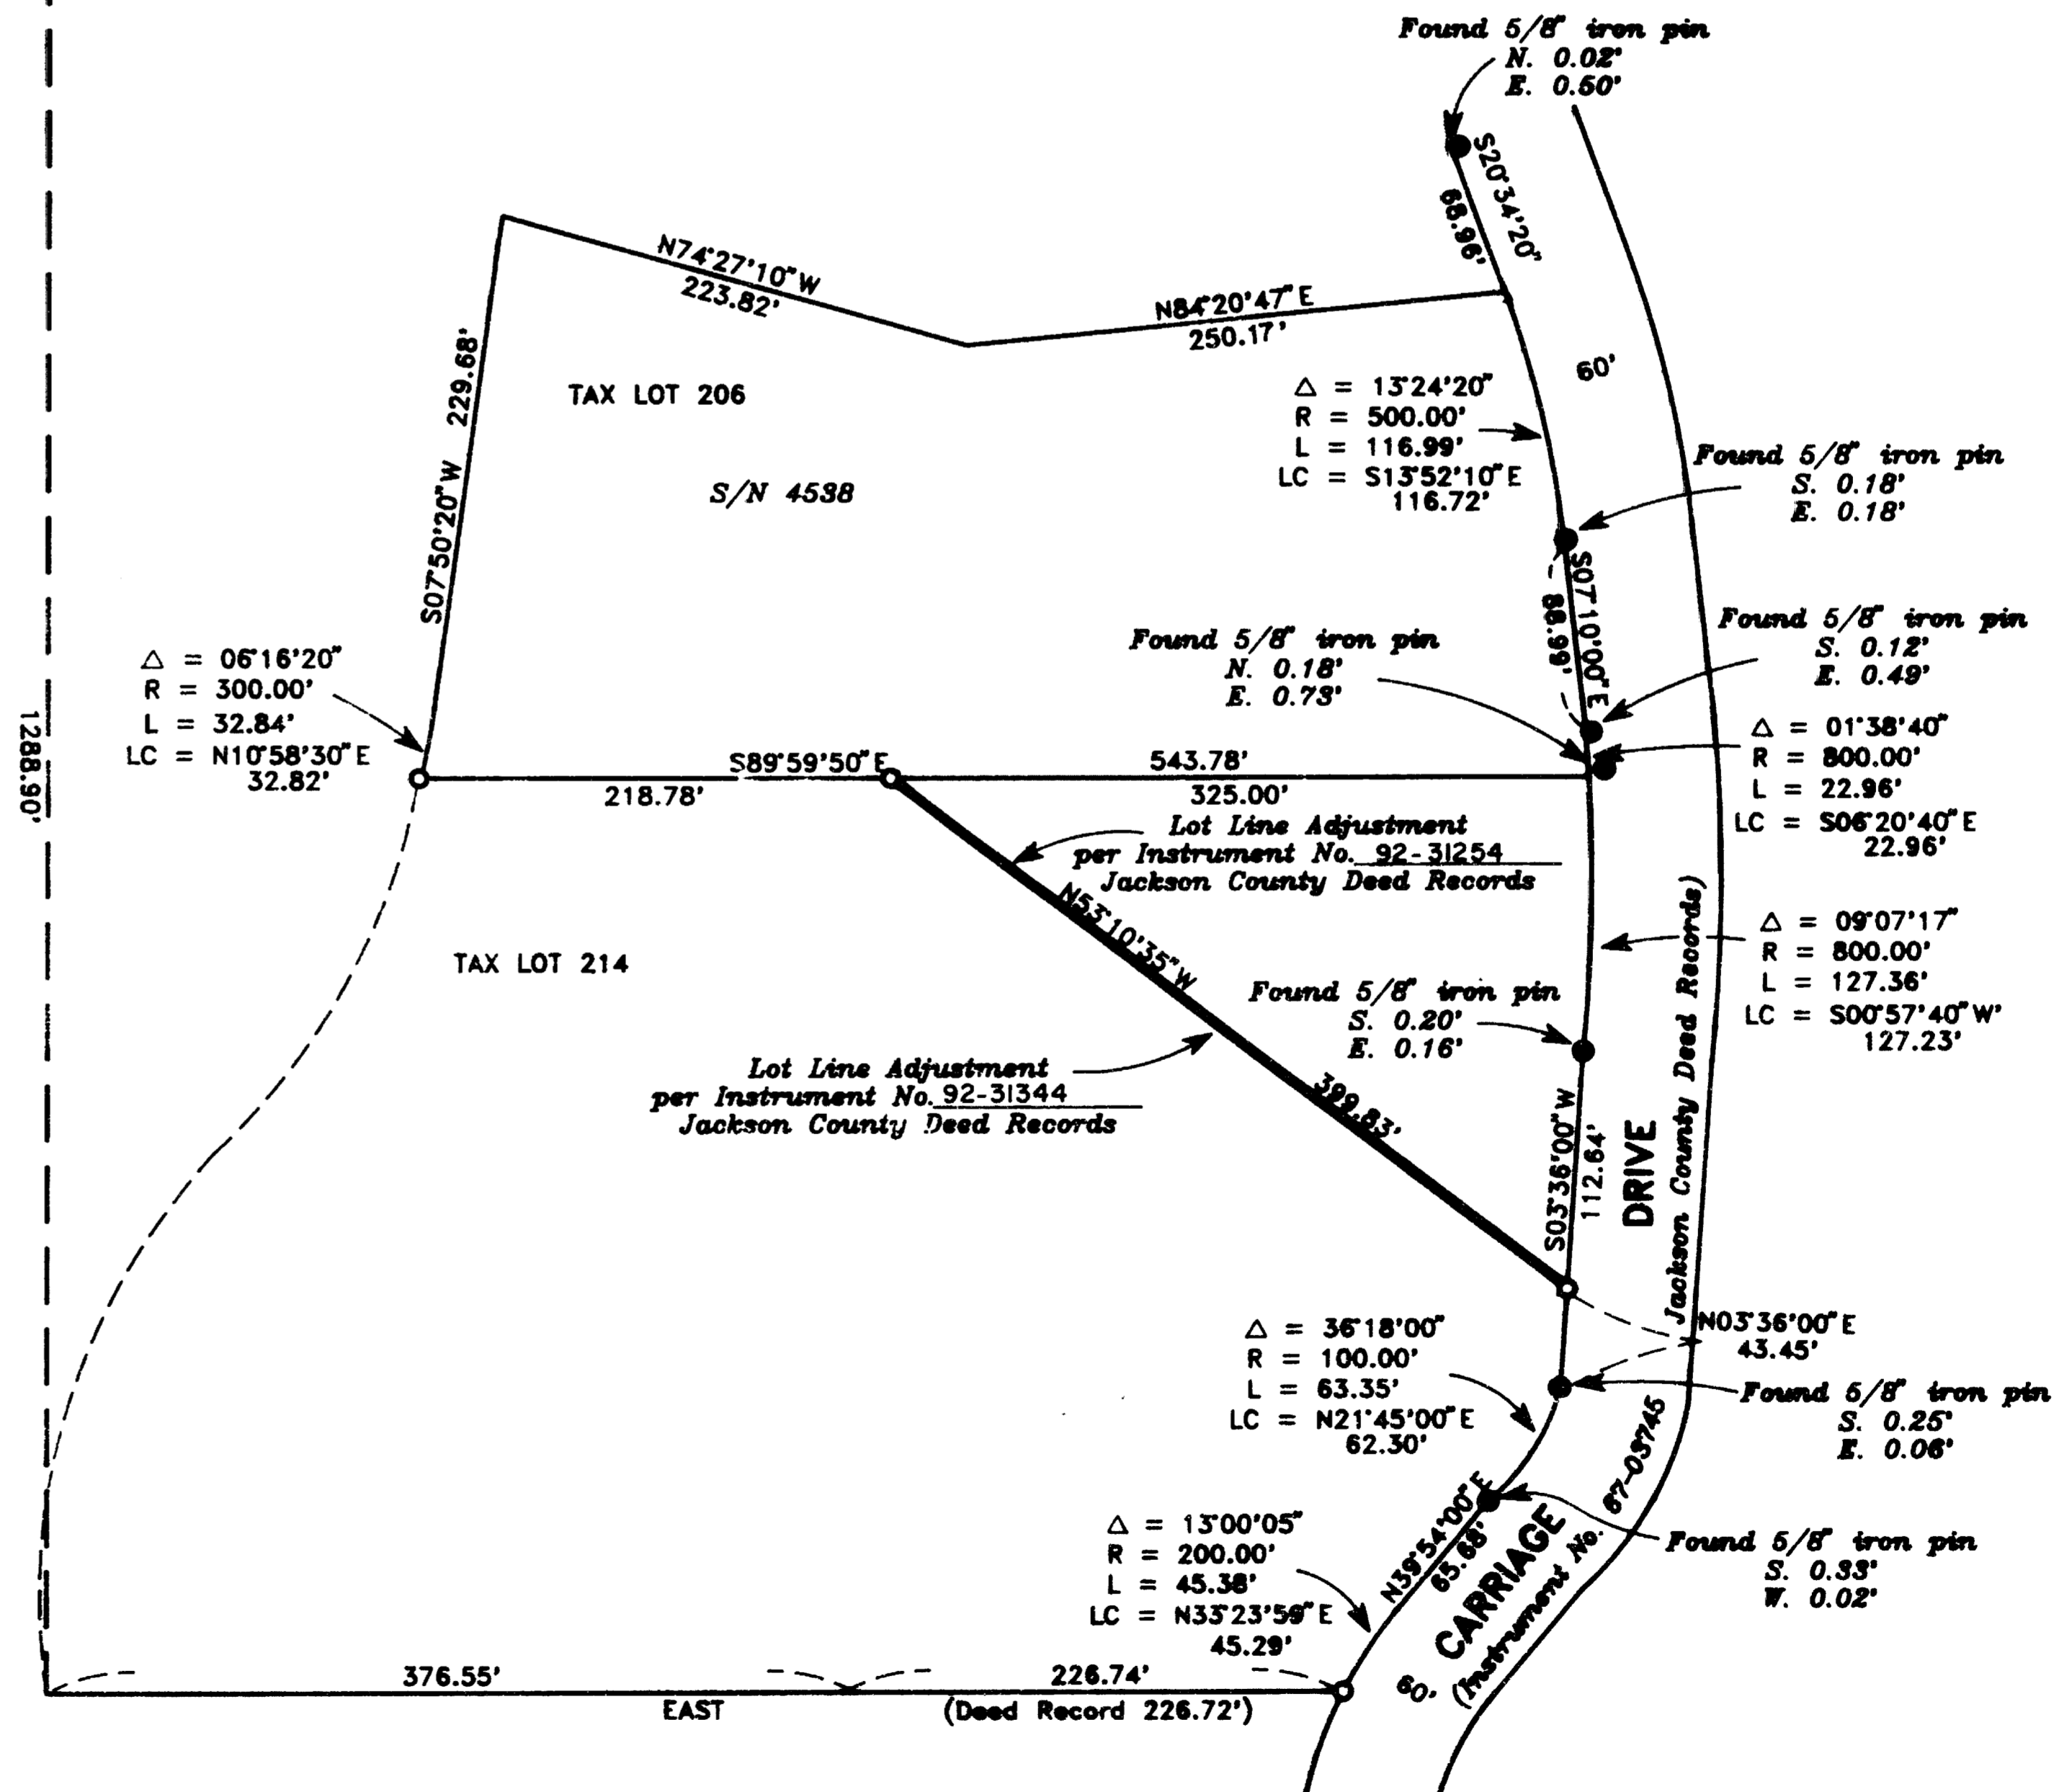 Found 5/8" iron pin
N. 0.02'
E. 0.50'
S20°34'20"
68.96'
N74°27'10"W
223.82'
N84°20'47"E
250.17'
60'
S07°50'20"W 229.68'
TAX LOT 206
S/N 4538
Δ = 13°24'20"
R = 500.00'
L = 116.99'
LC = S13°52'10"E
116.72'
Found 5/8" iron pin
S. 0.18'
E. 0.18'
S07°10'00"E
88.99'
Found 5/8" iron pin
S. 0.12'
E. 0.49'
Found 5/8" iron pin
N. 0.18'
E. 0.73'
Δ = 06°16'20"
R = 300.00'
L = 32.84'
LC = N10°58'30"E
32.82'
1288.90'
Δ = 01°38'40"
R = 800.00'
L = 22.96'
LC = S06°20'40"E
22.96'
S89°59'50"E
543.78'
218.78'
325.00'
Lot Line Adjustment
per Instrument No. 92-31254
Jackson County Deed Records
N53°10'35"W
399.83'
Δ = 09°07'17"
R = 800.00'
L = 127.36'
LC = S00°57'40"W'
127.23'
TAX LOT 214
Found 5/8" iron pin
S. 0.20'
E. 0.16'
Lot Line Adjustment
per Instrument No. 92-31344
Jackson County Deed Records
S03°36'00"W
112.64'
DRIVE
Jackson County Deed Records)
N03°36'00"E
43.45'
Δ = 36°18'00"
R = 100.00'
L = 63.35'
LC = N21°45'00"E
62.30'
Found 5/8" iron pin
S. 0.25'
E. 0.06'
N39°54'00"E
65.68'
CARRIAGE
(Instrument No. 67-03745
60'
Found 5/8" iron pin
S. 0.33'
W. 0.02'
Δ = 13°00'05"
R = 200.00'
L = 45.38'
LC = N33°23'59"E
45.29'
376.55'
226.74'
EAST
(Deed Record 226.72')